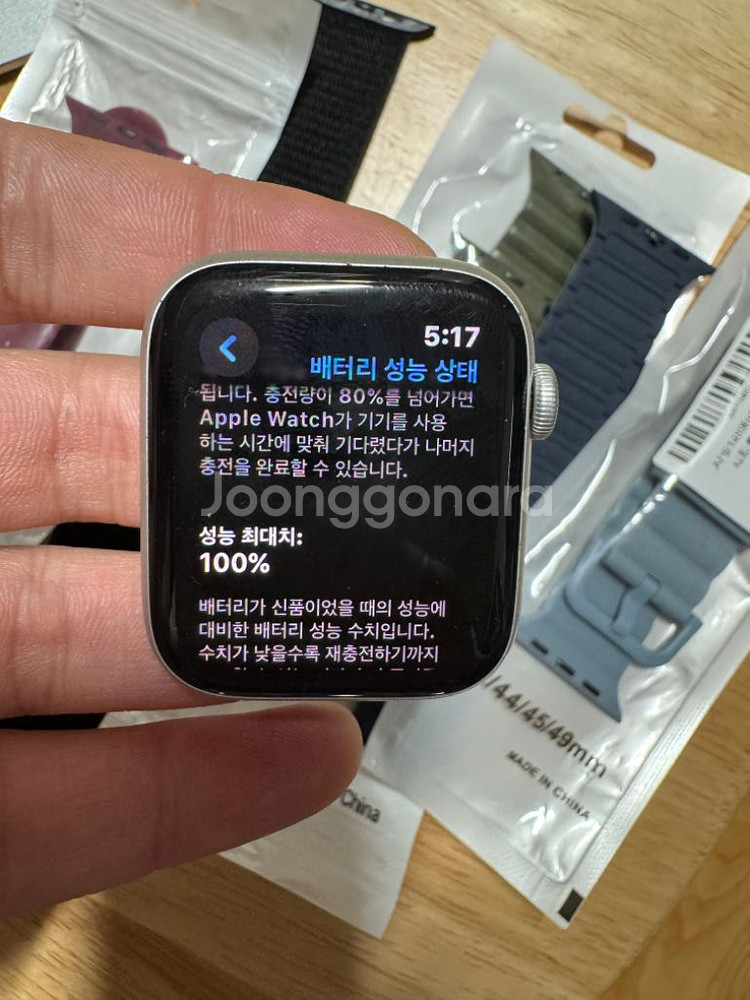 5:17
배터리 성능 상태
됩니다. 충전량이 80%를 넘어가면
Apple Watch가 기기를 사용
하는 시간에 맞춰 기다렸다가 나머지
충전을 완료할 수 있습니다.
Joonggonara
성능 최대치:
100%
배터리가 신품이었을 때의 성능에
대비한 배터리 성능 수치입니다.
수치가 낮을수록 재충전하기까지
/44/45/49mm
MADE IN CHINA
China